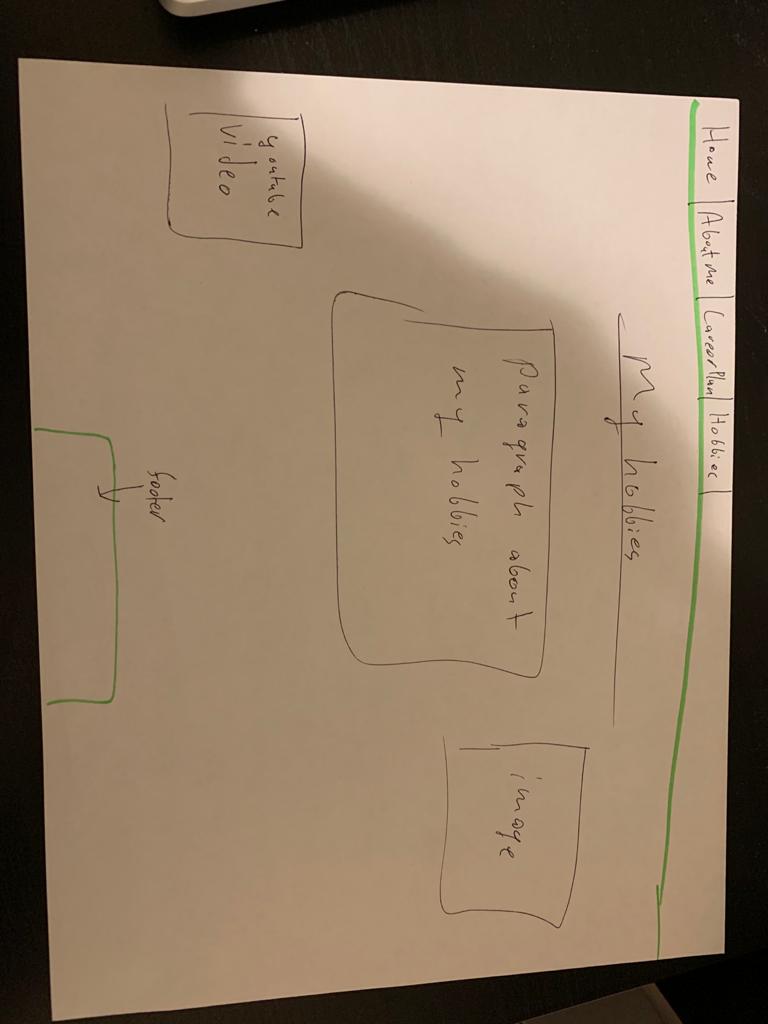 Home | About me | Career Plan | Hobbies |
My hobbies
Paragraph about
my hobbies
image
youtube
video
footer